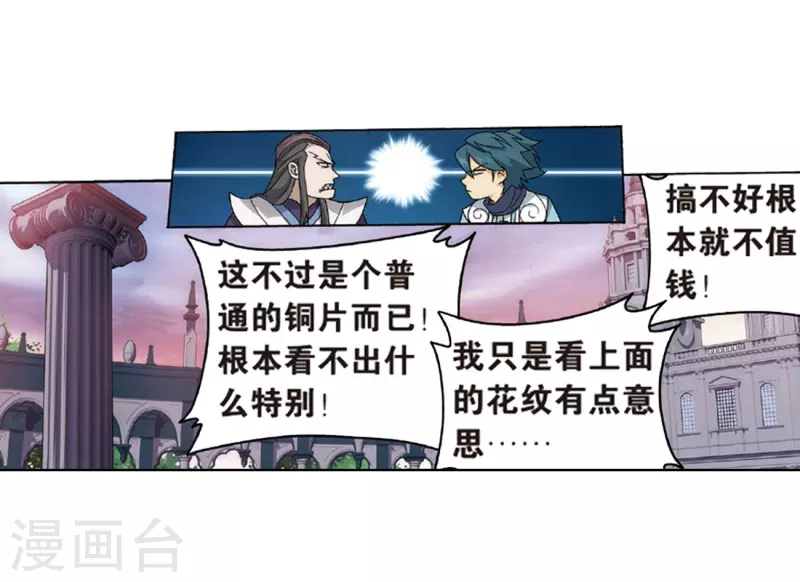 这不过是个普
通的铜片而已!
根本看不出什
么特别!
我只是看上面
的花纹有点意
思……
搞不好根
本就不值
钱!
漫画台